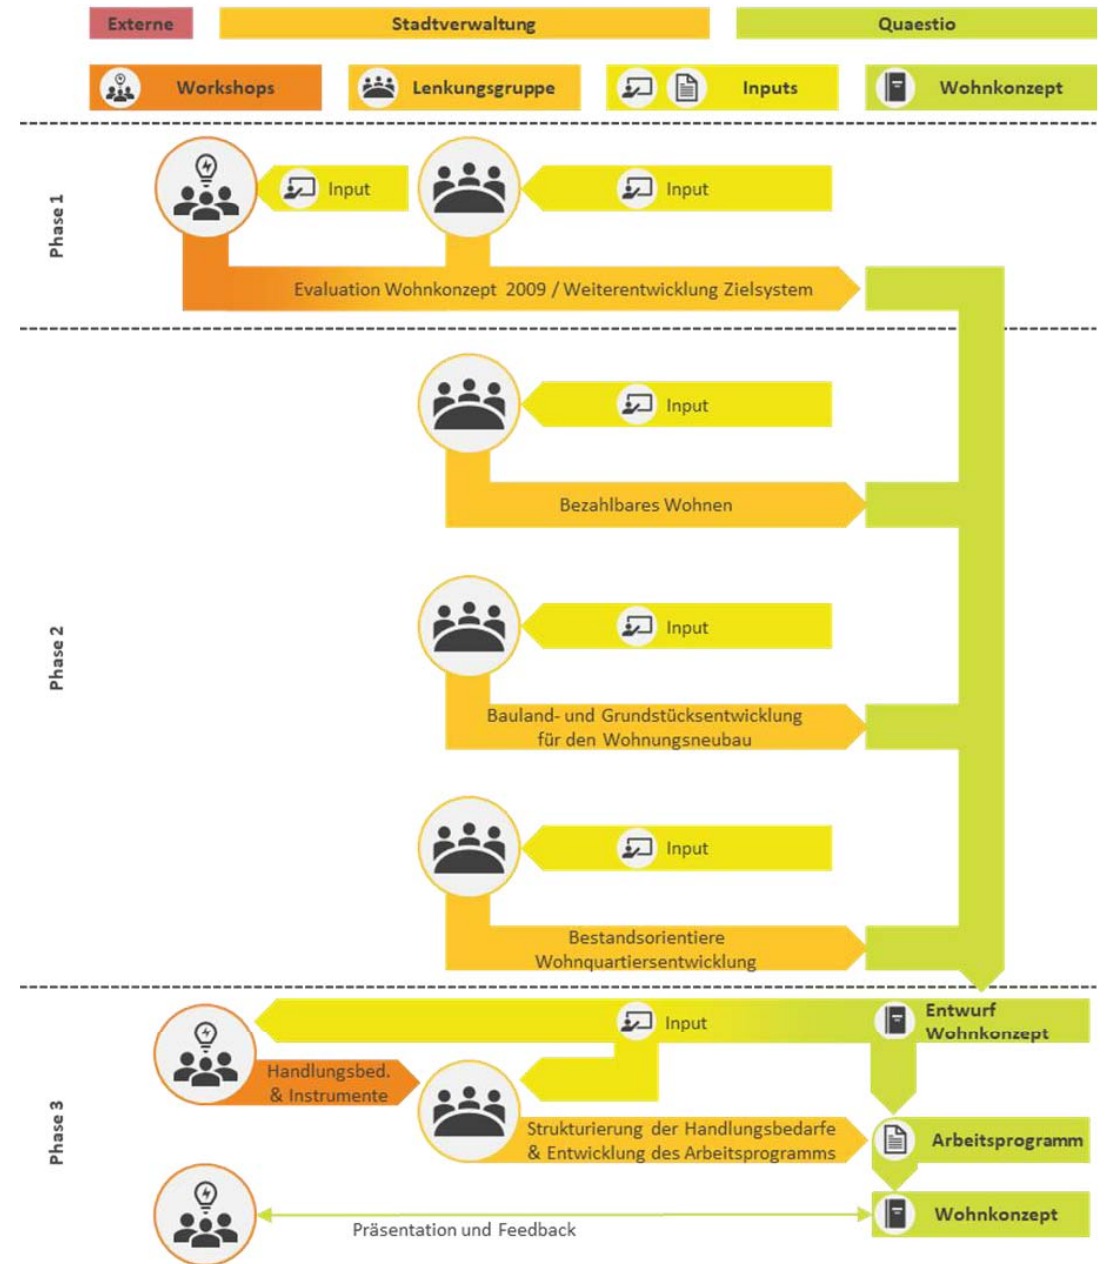 Externe
Stadtverwaltung
Quaestio
Workshops
Lenkungsgruppe
Inputs
Wohnkonzept
Phase 1
Input
Input
Evaluation Wohnkonzept 2009 / Weiterentwicklung Zielsystem
Phase 2
Input
Bezahlbares Wohnen
Input
Bauland- und Grundstücksentwicklung
für den Wohnungsneubau
Input
Bestandsorientiere
Wohnquartiersentwicklung
Phase 3
Input
Entwurf
Wohnkonzept
Handlungsbed.
& Instrumente
Strukturierung der Handlungsbedarfe
& Entwicklung des Arbeitsprogramms
Arbeitsprogramm
Präsentation und Feedback
Wohnkonzept